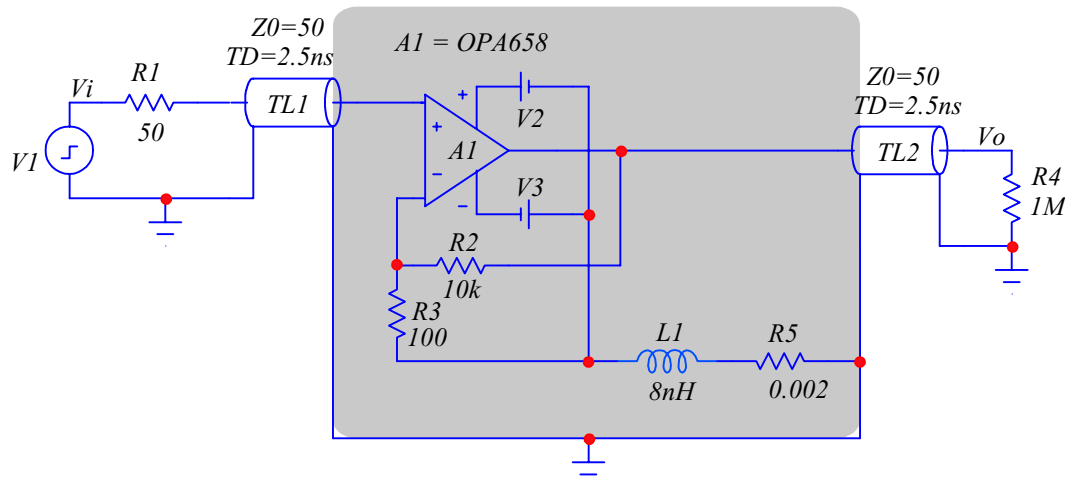 Z0=50
TD=2.5ns
A1 = OPA658
Vi
R1
50
TL1
V1
+
V2
+
A1
−
V3
−
R2
10k
R3
100
L1
8nH
R5
0.002
Z0=50
TD=2.5ns
TL2
Vo
R4
1M